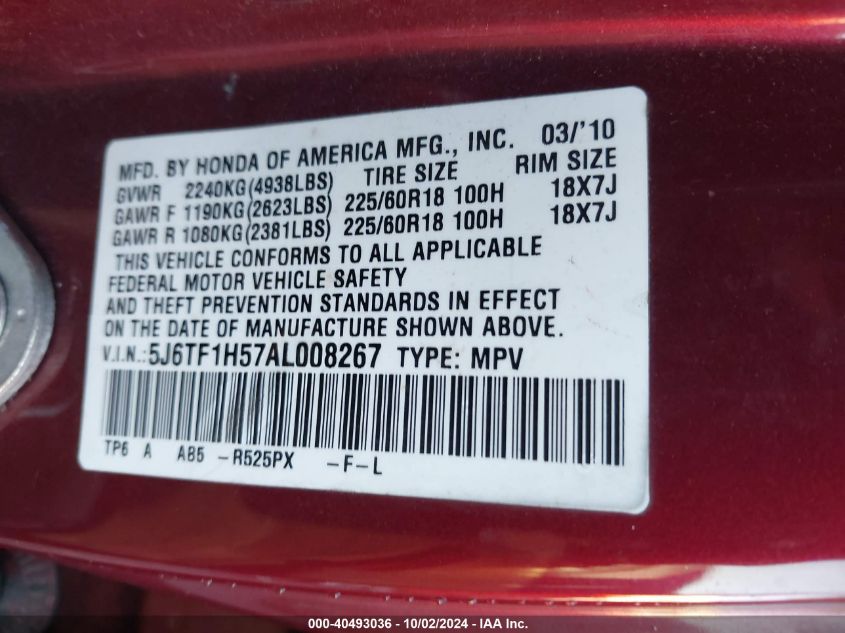 MFD. BY HONDA OF AMERICA MFG., INC. 03/'10
GVWR 2240KG(4938LBS) TIRE SIZE RIM SIZE
GAWR F 1190KG(2623LBS) 225/60R18 100H 18X7J
GAWR R 1080KG(2381LBS) 225/60R18 100H 18X7J
THIS VEHICLE CONFORMS TO ALL APPLICABLE
FEDERAL MOTOR VEHICLE SAFETY
AND THEFT PREVENTION STANDARDS IN EFFECT
ON THE DATE OF MANUFACTURE SHOWN ABOVE.
V.I.N.:5J6TF1H57AL008267 TYPE: MPV
TP6 A A85 -R525PX -F-L
000-40493036 - 10/02/2024 - IAA Inc.